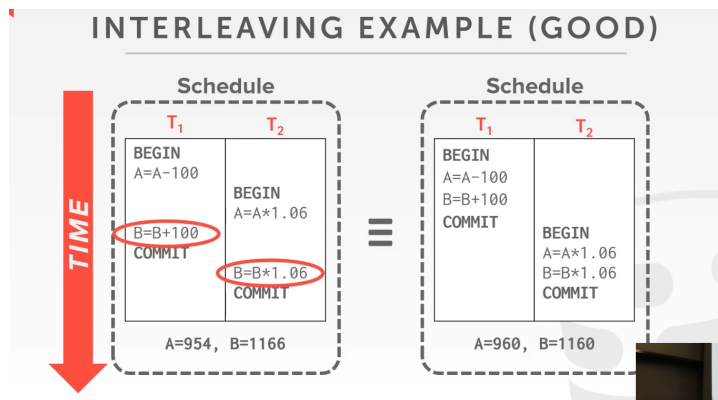 INTERLEAVING EXAMPLE (GOOD)
TIME
Schedule
T1
T2
BEGIN
A=A-100
BEGIN
A=A*1.06
B=B+100
COMMIT
B=B*1.06
COMMIT
A=954, B=1166
≡
Schedule
T1
T2
BEGIN
A=A-100
B=B+100
COMMIT
BEGIN
A=A*1.06
B=B*1.06
COMMIT
A=960, B=1160